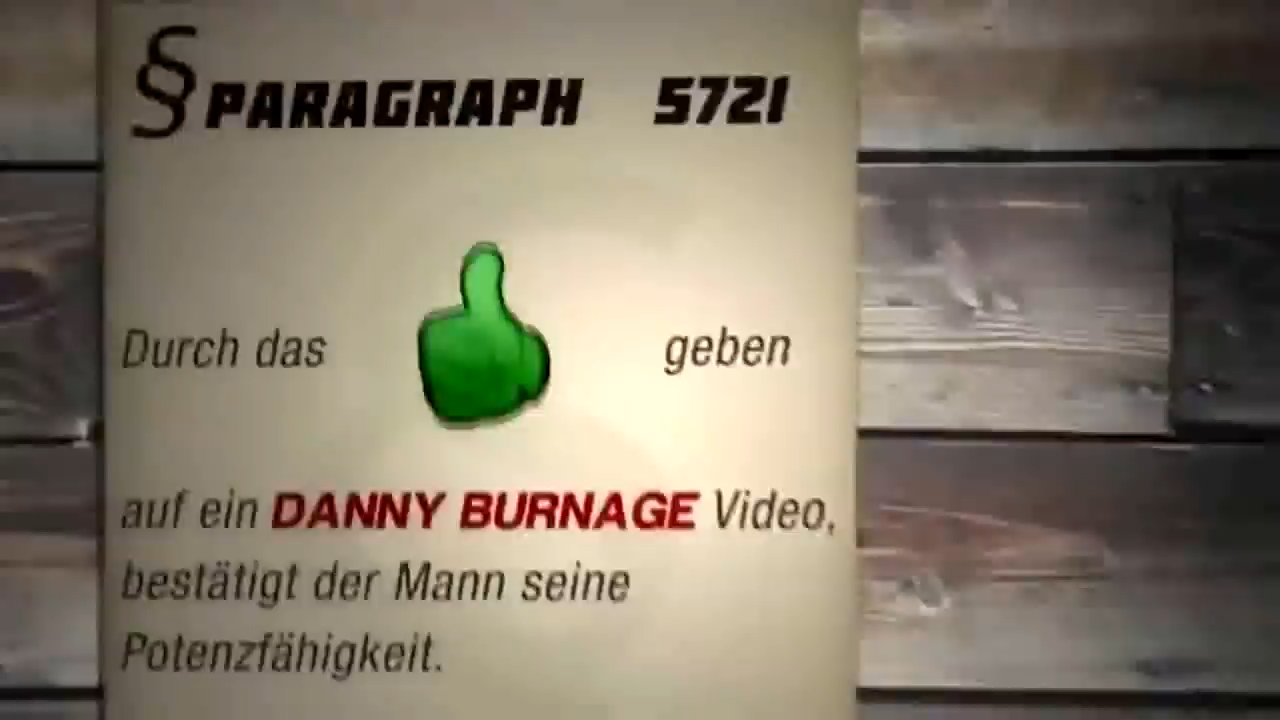 § PARAGRAPH 5721
Durch das geben
auf ein DANNY BURNAGE Video,
bestätigt der Mann seine
Potenzfähigkeit.